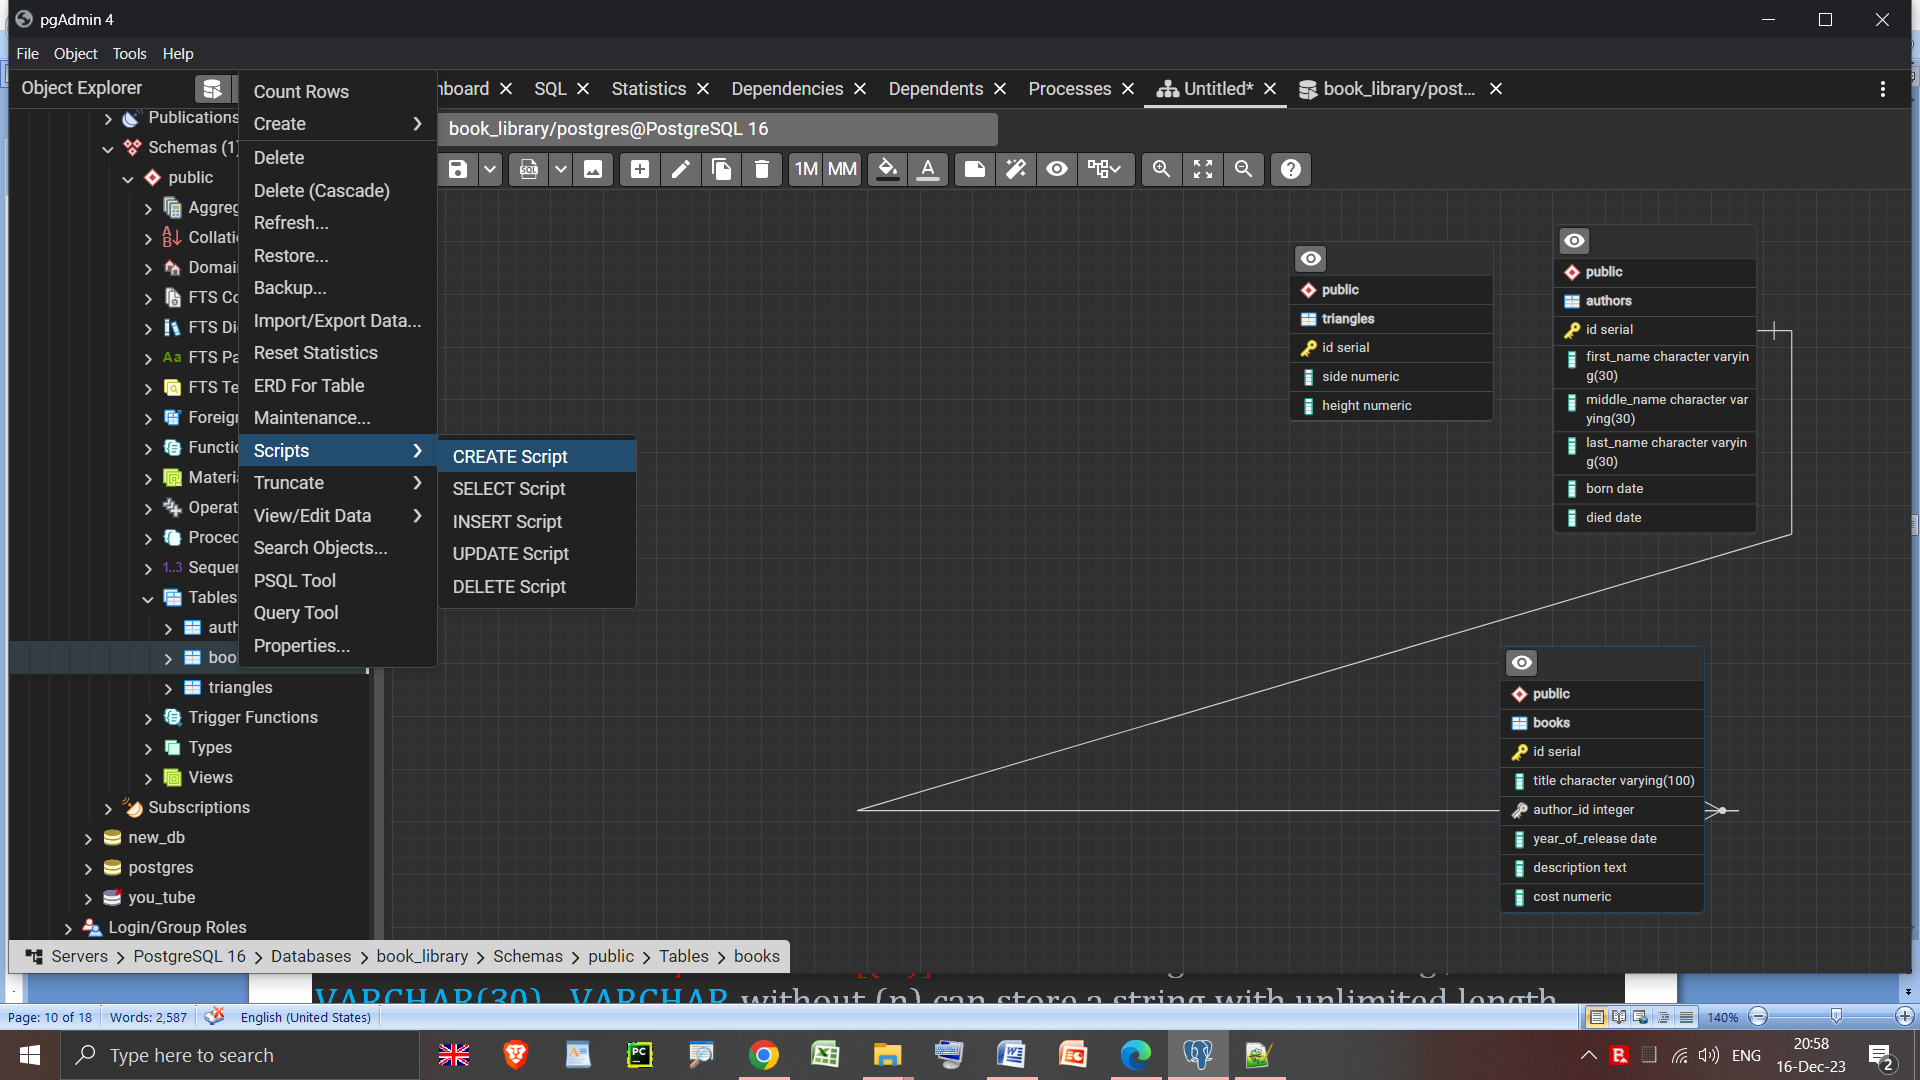 pgAdmin 4
File Object Tools Help
Object Explorer
Publications
Schemas (1)
public
Aggreg
Collati
Domai
FTS Co
FTS Di
FTS Pa
FTS Te
Foreign
Functio
Materia
Operat
Proced
1..3 Sequen
Tables
auth
boo
triangles
Trigger Functions
Types
Views
Subscriptions
new_db
postgres
you_tube
Login/Group Roles
Count Rows
Create
Delete
Delete (Cascade)
Refresh...
Restore...
Backup...
Import/Export Data...
Reset Statistics
ERD For Table
Maintenance...
Scripts
Truncate
View/Edit Data
Search Objects...
PSQL Tool
Query Tool
Properties...
CREATE Script
SELECT Script
INSERT Script
UPDATE Script
DELETE Script
board SQL Statistics Dependencies Dependents Processes Untitled* book_library/post...
book_library/postgres@PostgreSQL 16
SQL 1M MM A
public
triangles
id serial
side numeric
height numeric
public
authors
id serial
first_name character varyin
g(30)
middle_name character var
ying(30)
last_name character varyin
g(30)
born date
died date
public
books
id serial
title character varying(100)
author_id integer
year_of_release date
description text
cost numeric
Servers PostgreSQL 16 Databases book_library Schemas public Tables books
VARCHAR(30) VARCHAR without (n) can store a string with unlimited length
Page: 10 of 18 Words: 2,587 English (United States) 140%
Type here to search
ENG
20:58
16-Dec-23
2